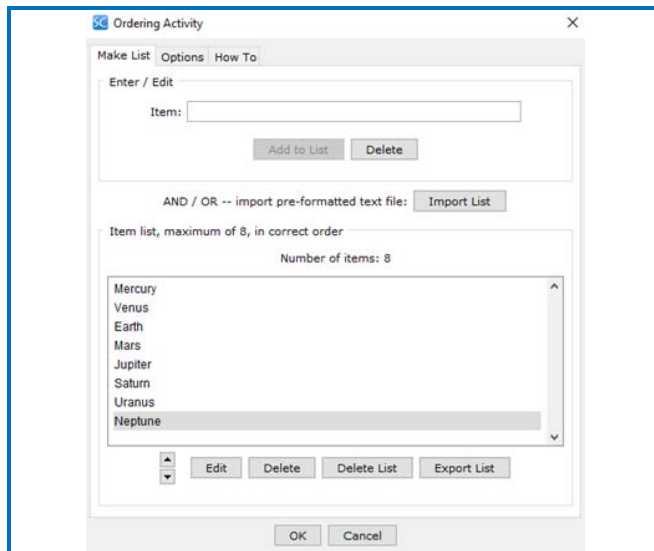 SC Ordering Activity
Make List Options How To
Enter / Edit
Item:
Add to List Delete
AND / OR -- import pre-formatted text file: Import List
Item list, maximum of 8, in correct order
Number of items: 8
Mercury
Venus
Earth
Mars
Jupiter
Saturn
Uranus
Neptune
Edit Delete Delete List Export List
OK Cancel